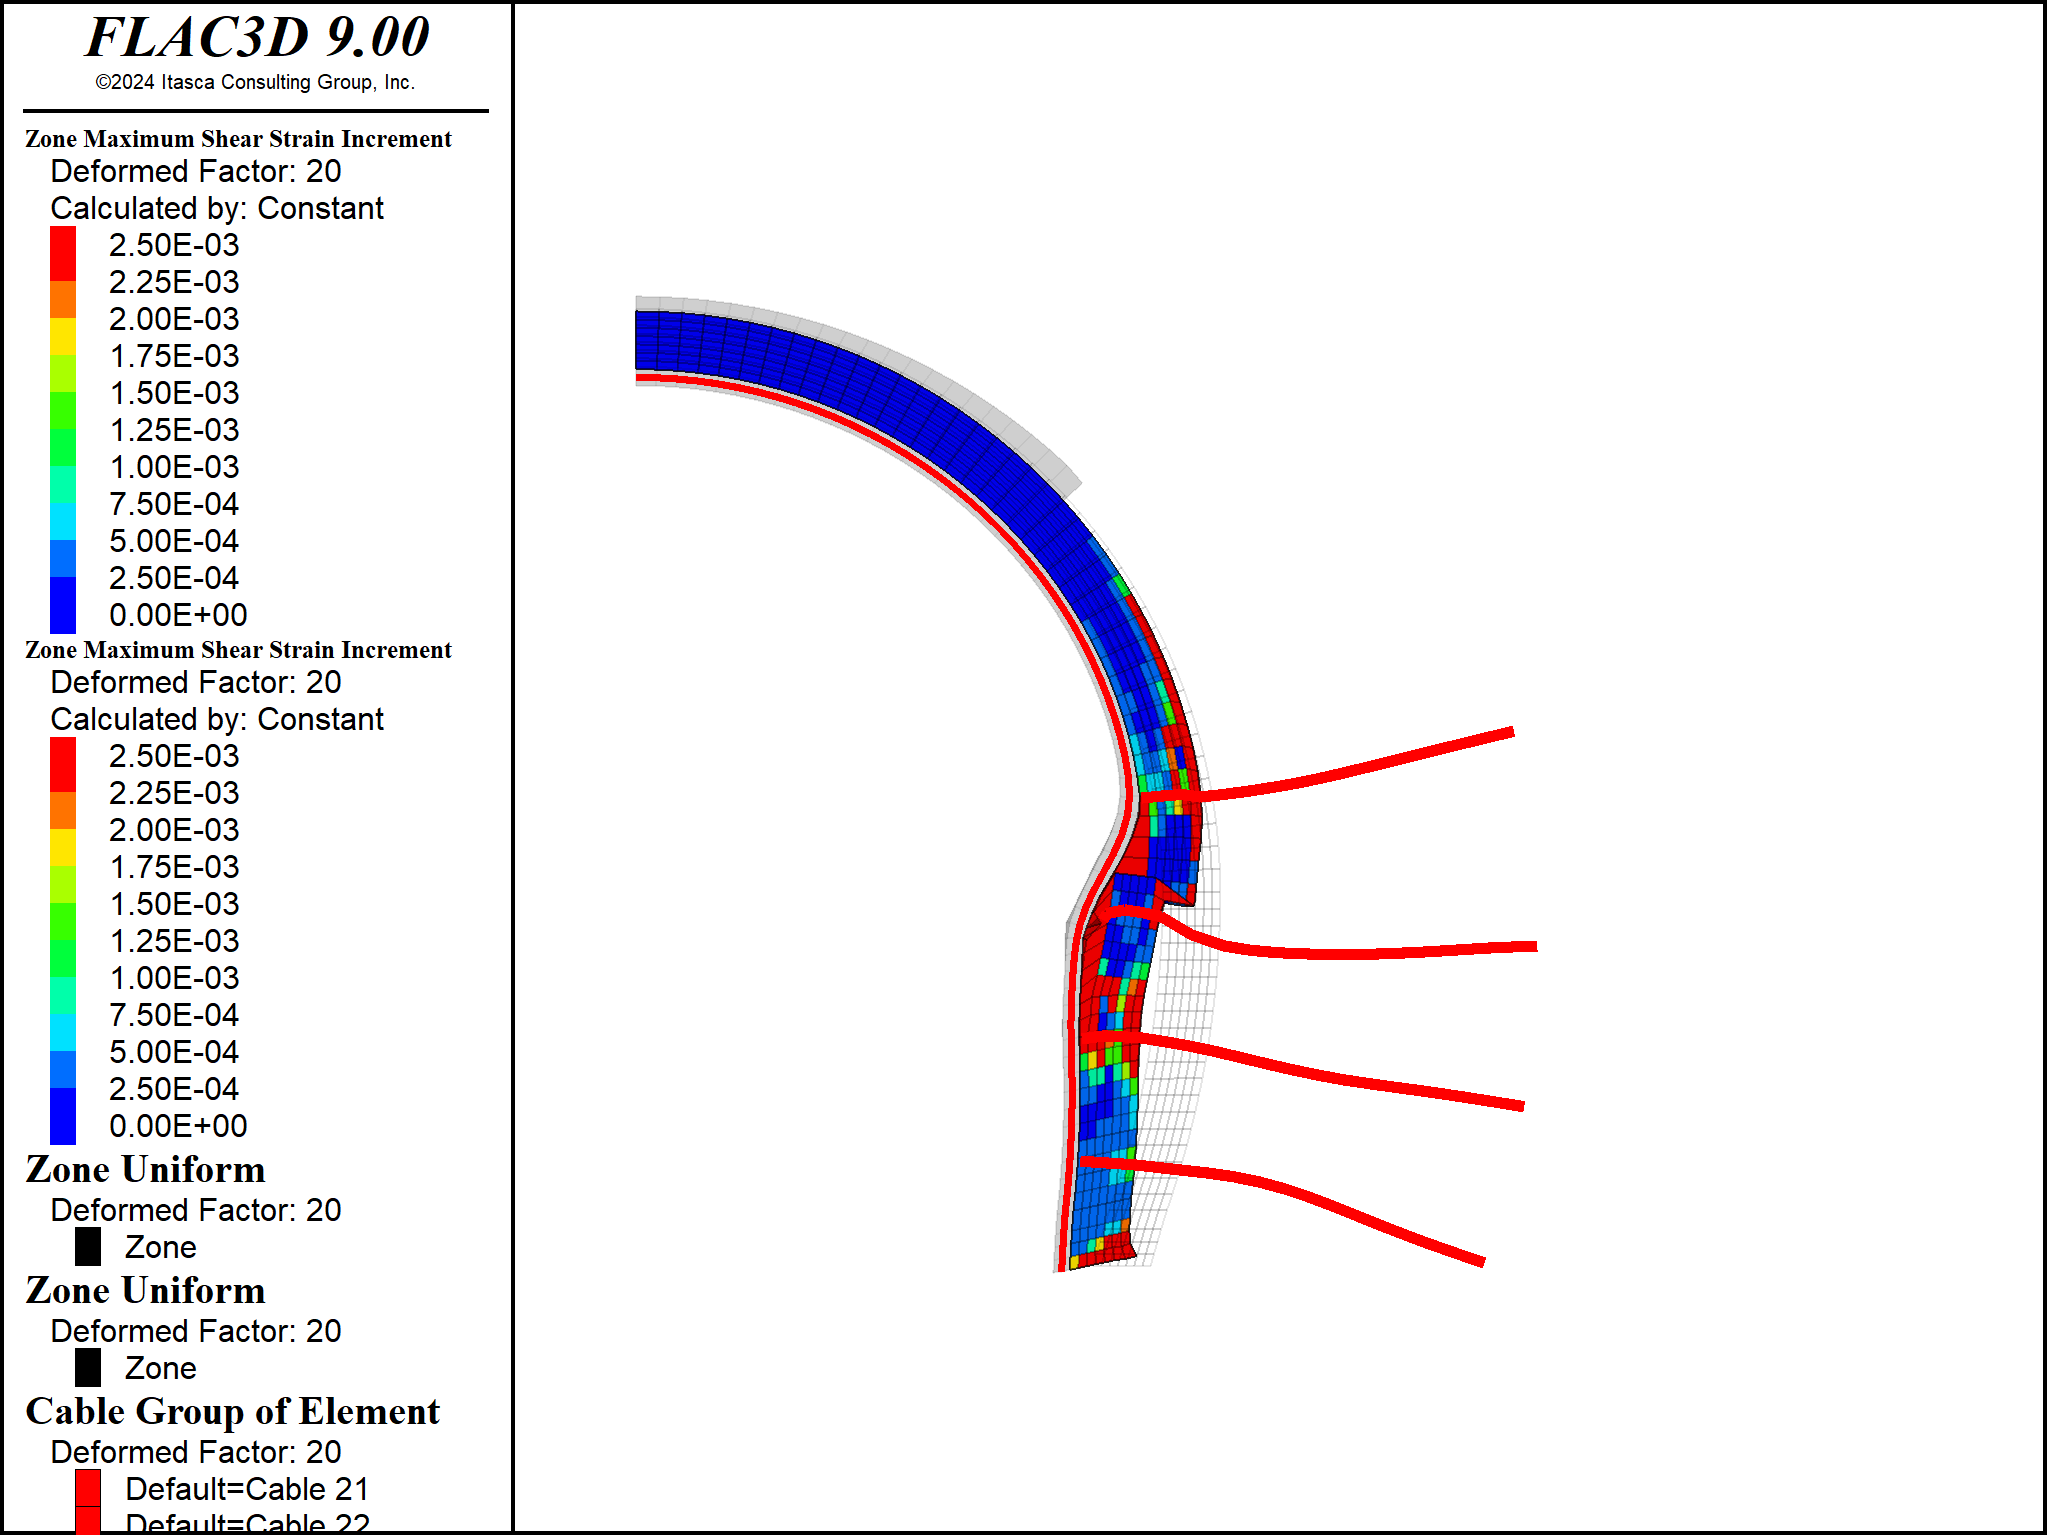 FLAC3D 9.00
©2024 Itasca Consulting Group, Inc.
Zone Maximum Shear Strain Increment
Deformed Factor: 20
Calculated by: Constant
2.50E-03
2.25E-03
2.00E-03
1.75E-03
1.50E-03
1.25E-03
1.00E-03
7.50E-04
5.00E-04
2.50E-04
0.00E+00
Zone Maximum Shear Strain Increment
Deformed Factor: 20
Calculated by: Constant
2.50E-03
2.25E-03
2.00E-03
1.75E-03
1.50E-03
1.25E-03
1.00E-03
7.50E-04
5.00E-04
2.50E-04
0.00E+00
Zone Uniform
Deformed Factor: 20
Zone
Zone Uniform
Deformed Factor: 20
Zone
Cable Group of Element
Deformed Factor: 20
Default=Cable 21
Default=Cable 22